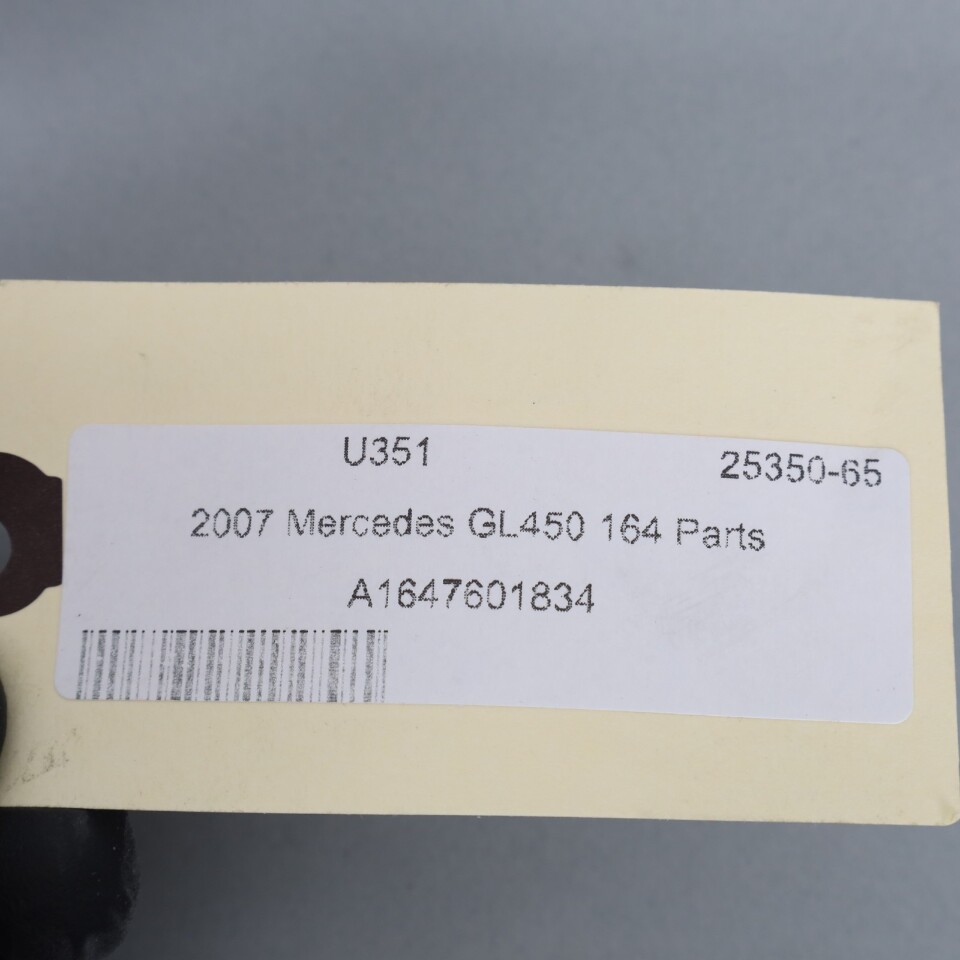 U351 25350-65
2007 Mercedes GL450 164 Parts
A1647601834